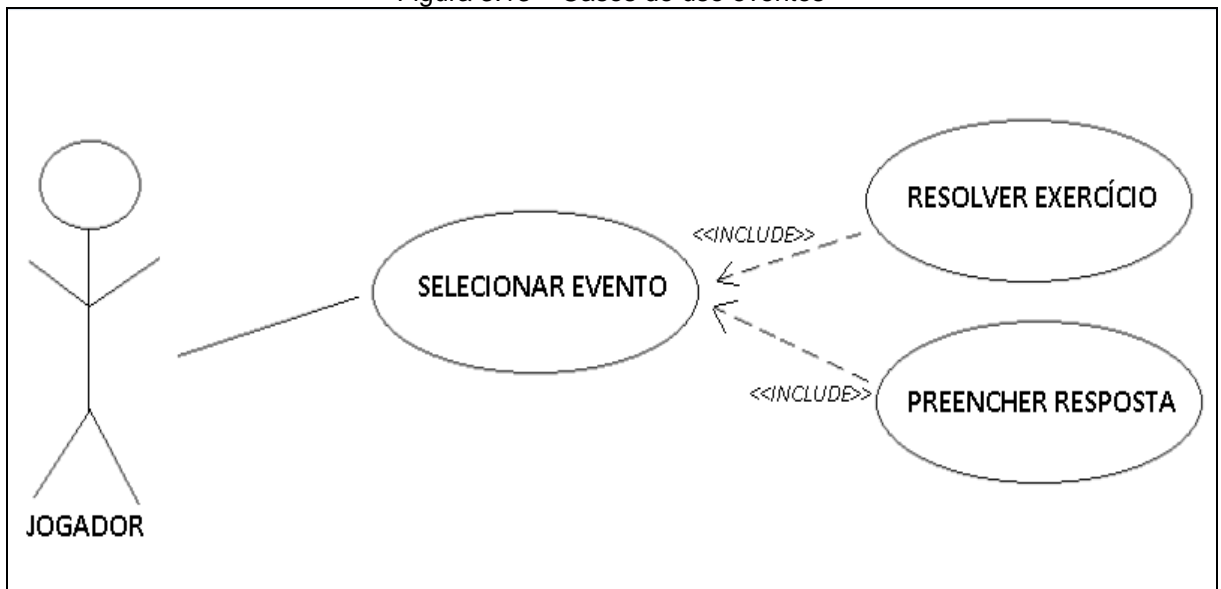 RESOLVER EXERCÍCIO
<<INCLUDE>>
SELECIONAR EVENTO
<<INCLUDE>>
PREENCHER RESPOSTA
JOGADOR